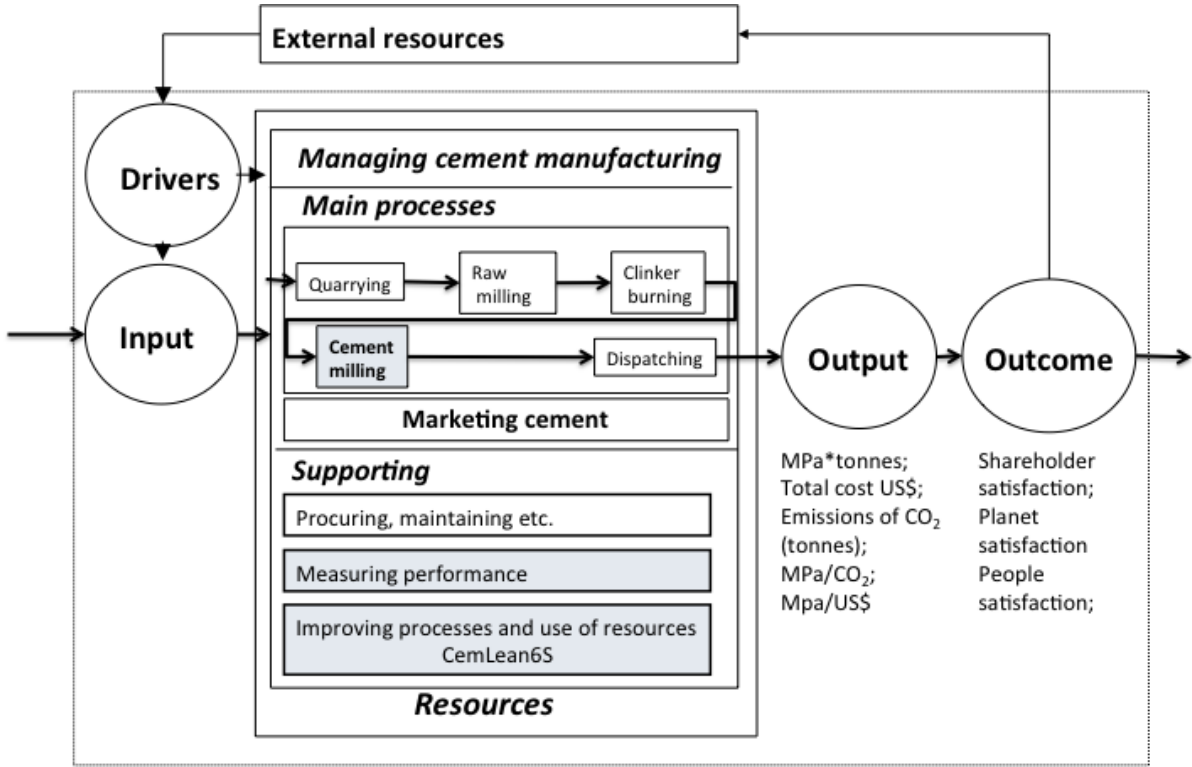 External resources
Drivers
Managing cement manufacturing
Main processes
Quarrying
Raw
milling
Clinker
burning
Input
Cement
milling
Dispatching
Output
Outcome
Marketing cement
Supporting
Procuring, maintaining etc.
Measuring performance
Improving processes and use of resources
CemLean6S
Resources
MPa*tonnes;
Total cost US$;
Emissions of CO₂
(tonnes);
MPa/CO₂;
Mpa/US$
Shareholder
satisfaction;
Planet
satisfaction
People
satisfaction;